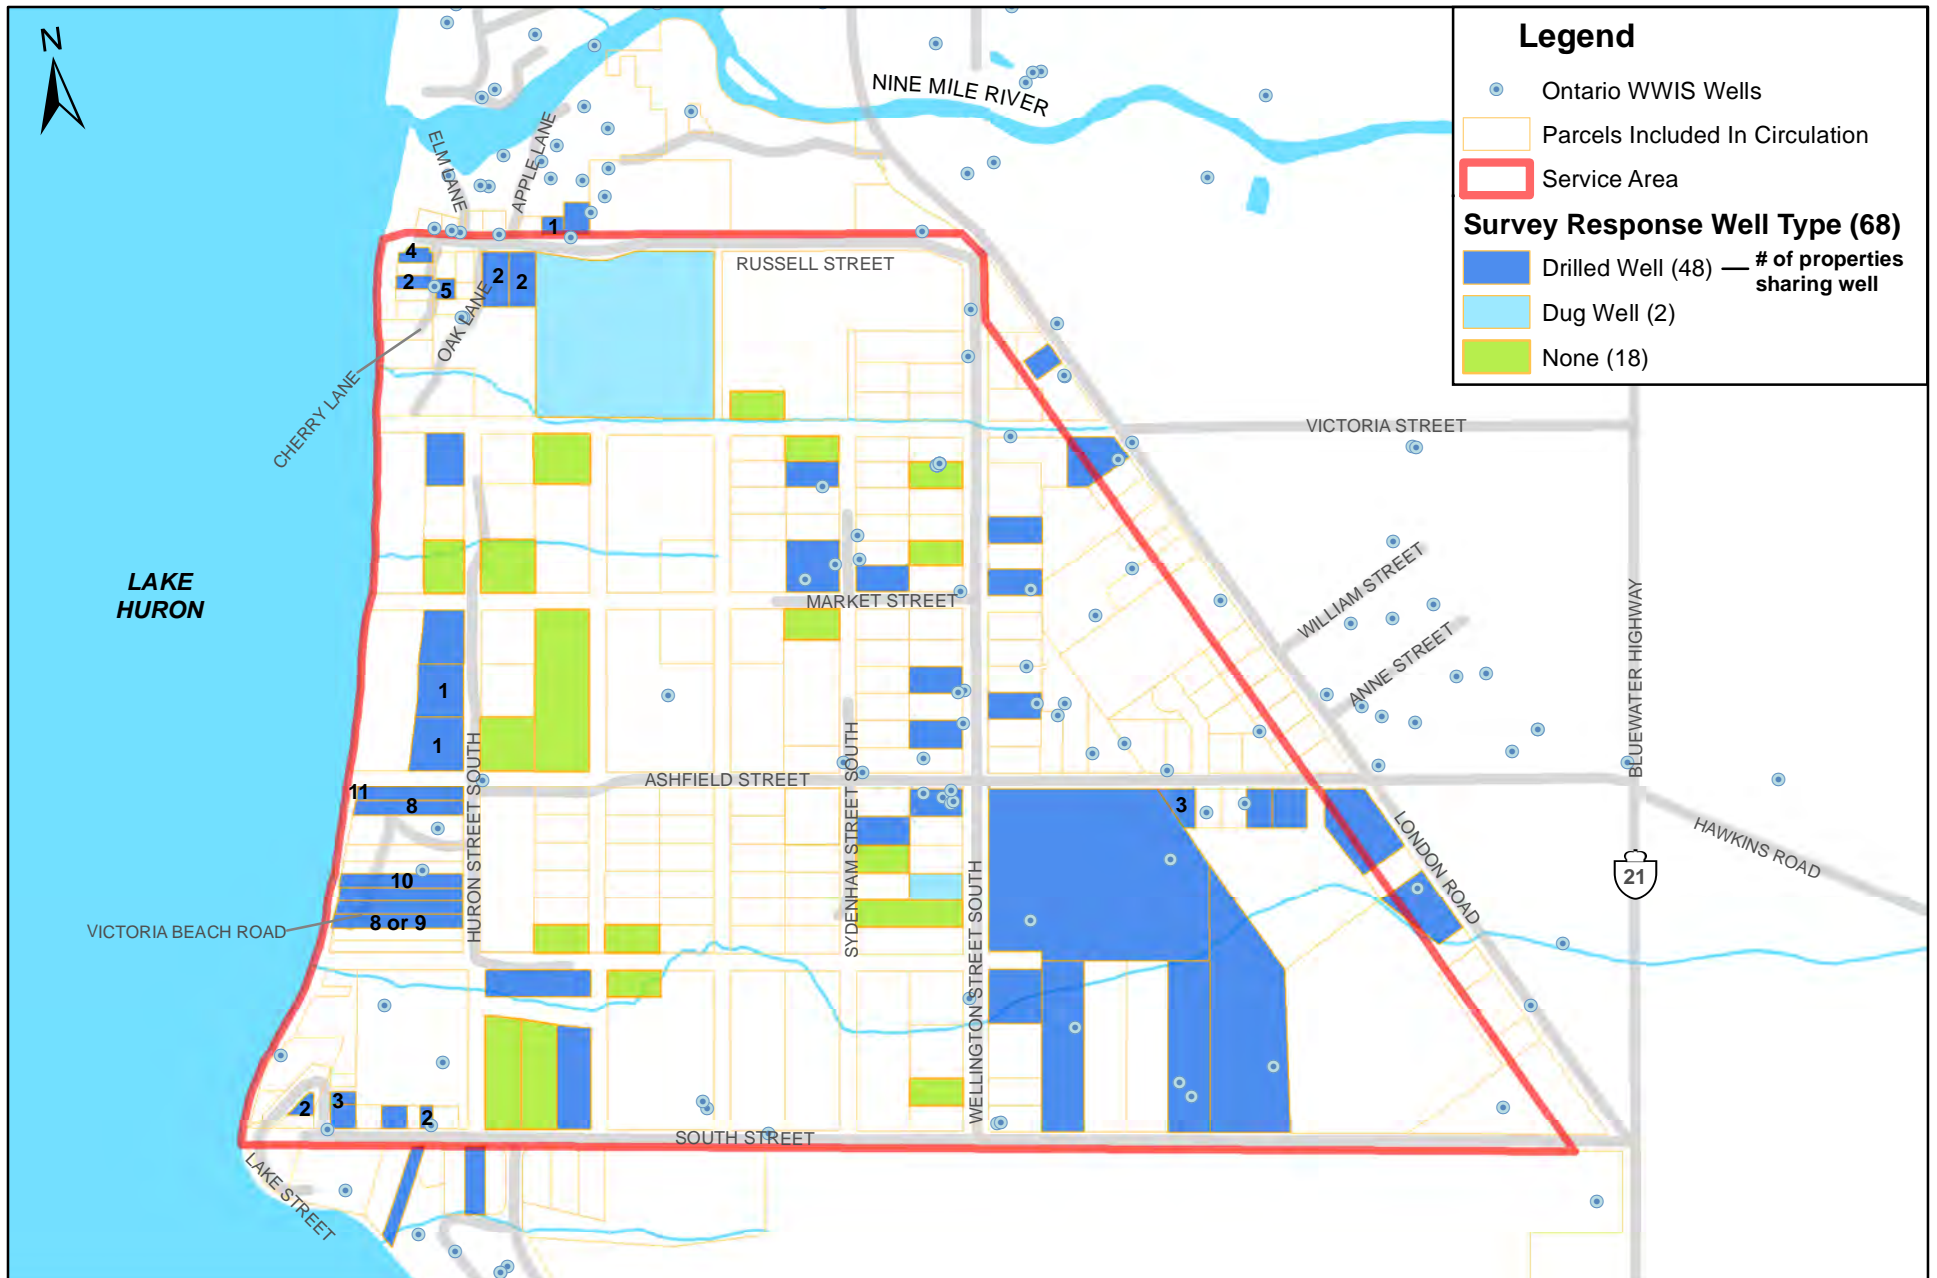 N
Legend
Ontario WWIS Wells
Parcels Included In Circulation
Service Area
Survey Response Well Type (68)
Drilled Well (48)
# of properties
sharing well
Dug Well (2)
None (18)
NINE MILE RIVER
ELM LANE
APPLE LANE
1
4
2
5
2
2
RUSSELL STREET
OAK LANE
CHERRY LANE
VICTORIA STREET
LAKE
HURON
MARKET STREET
WILLIAM STREET
ANNE STREET
BLUEWATER HIGHWAY
1
1
HURON STREET SOUTH
SYDENHAM STREET SOUTH
ASHFIELD STREET
11
8
3
LONDON ROAD
HAWKINS ROAD
21
10
8 or 9
VICTORIA BEACH ROAD
WELLINGTON STREET SOUTH
2
3
2
SOUTH STREET
LAKE STREET